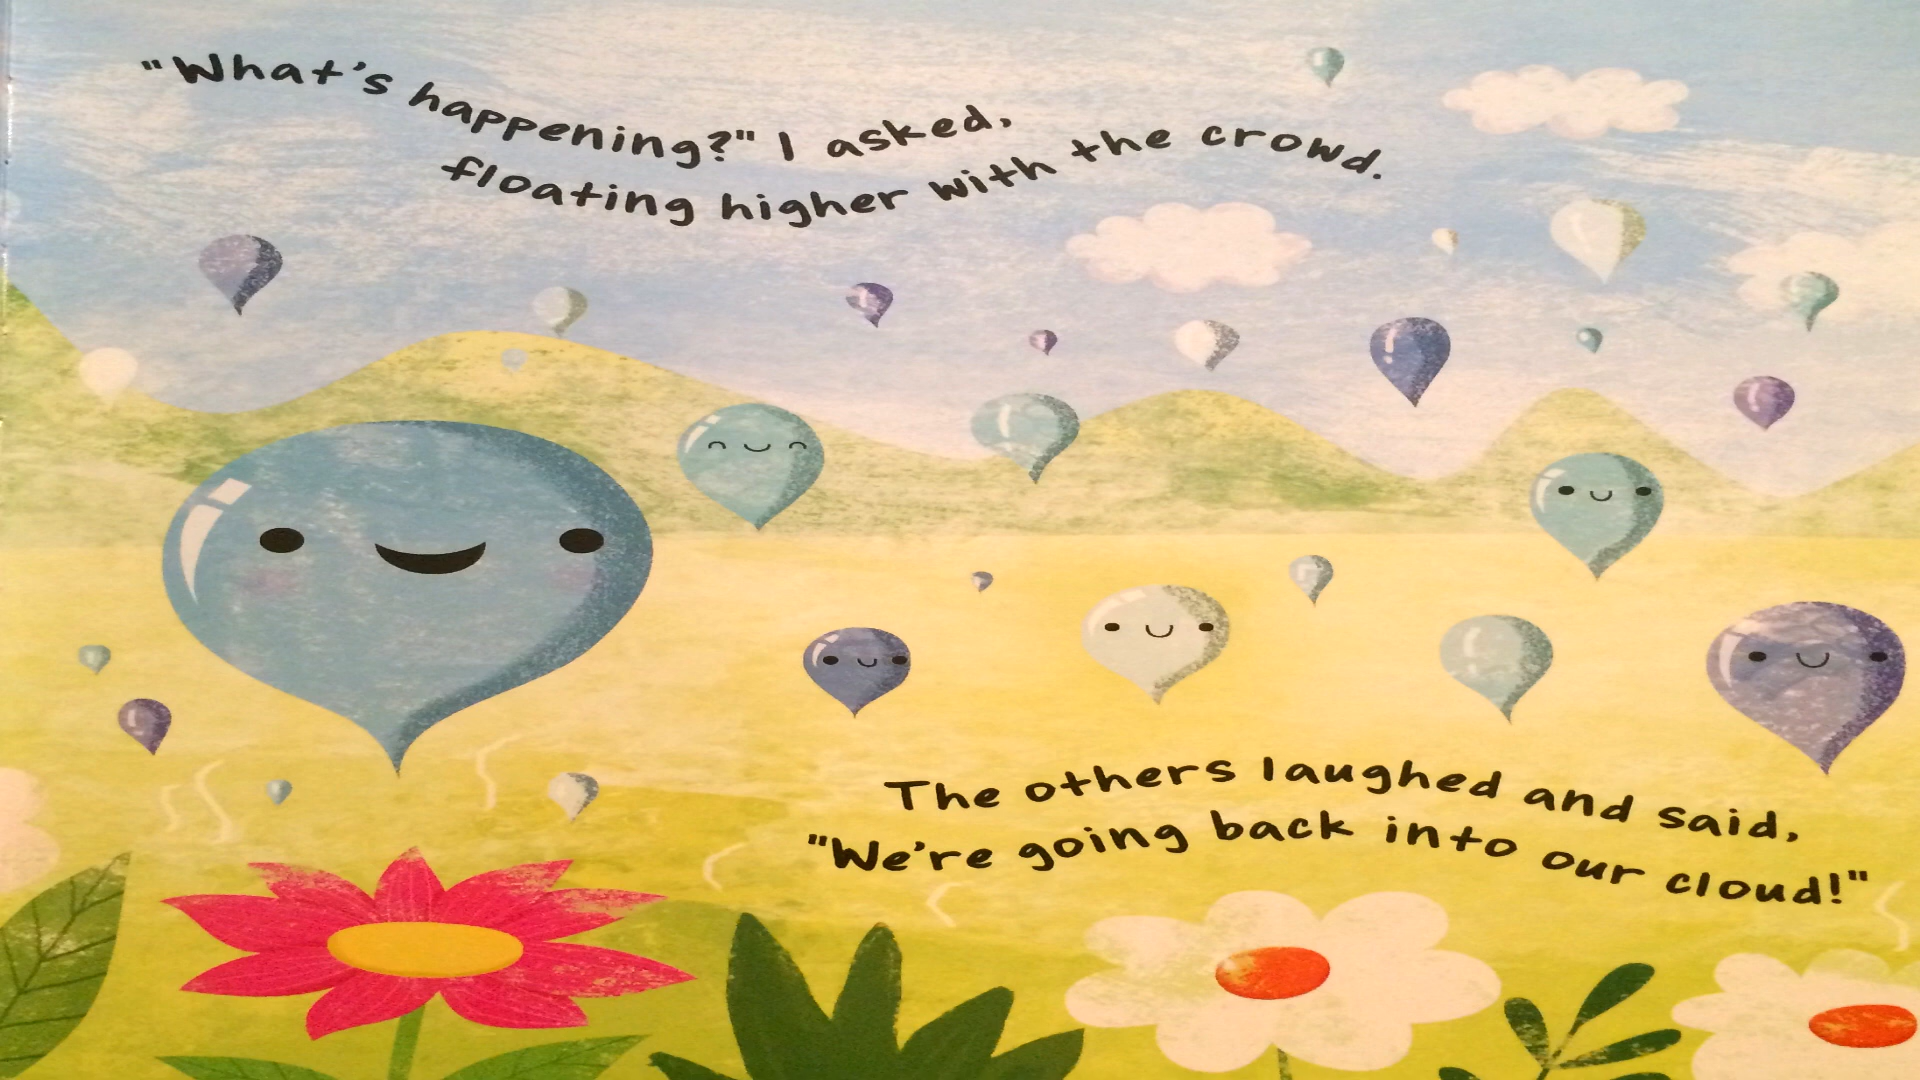 "What's happening?" I asked,
floating higher with the crowd.
The others laughed and said,
"We're going back into our cloud!"